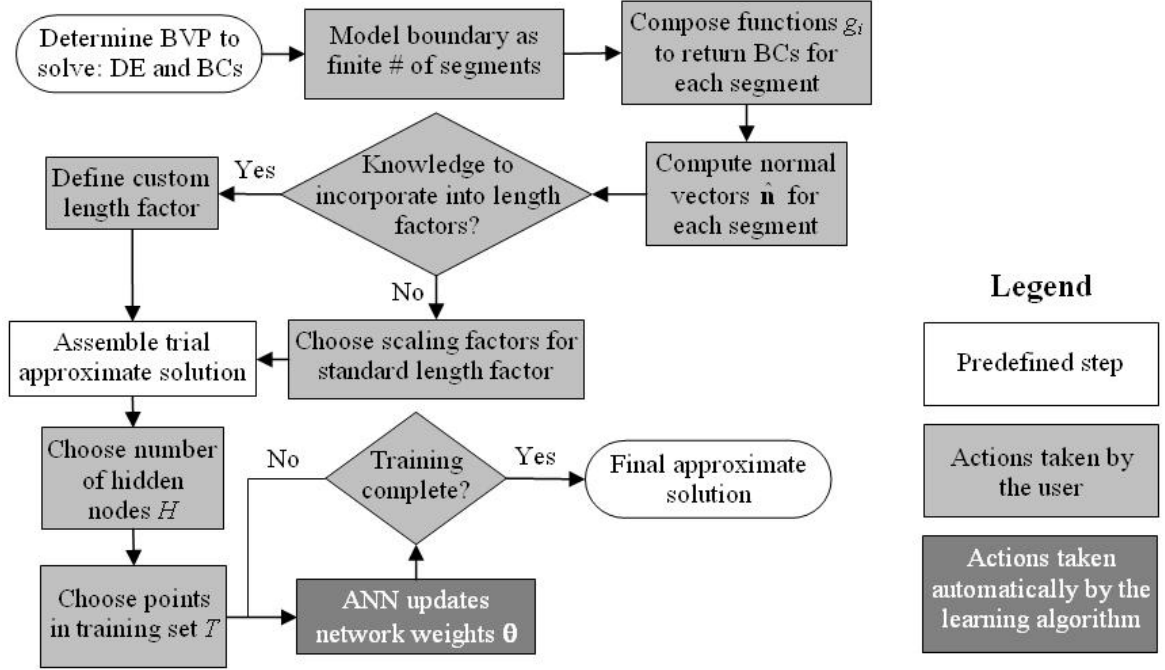 Determine BVP to
solve: DE and BCs
Model boundary as
finite # of segments
Compose functions gᵢ
to return BCs for
each segment
Compute normal
vectors n̂ for
each segment
Knowledge to
incorporate into length
factors?
Yes
Define custom
length factor
No
Choose scaling factors for
standard length factor
Assemble trial
approximate solution
Choose number
of hidden
nodes H
Choose points
in training set T
ANN updates
network weights θ
Training
complete?
No
Yes
Final approximate
solution
Legend
Predefined step
Actions taken by
the user
Actions taken
automatically by the
learning algorithm